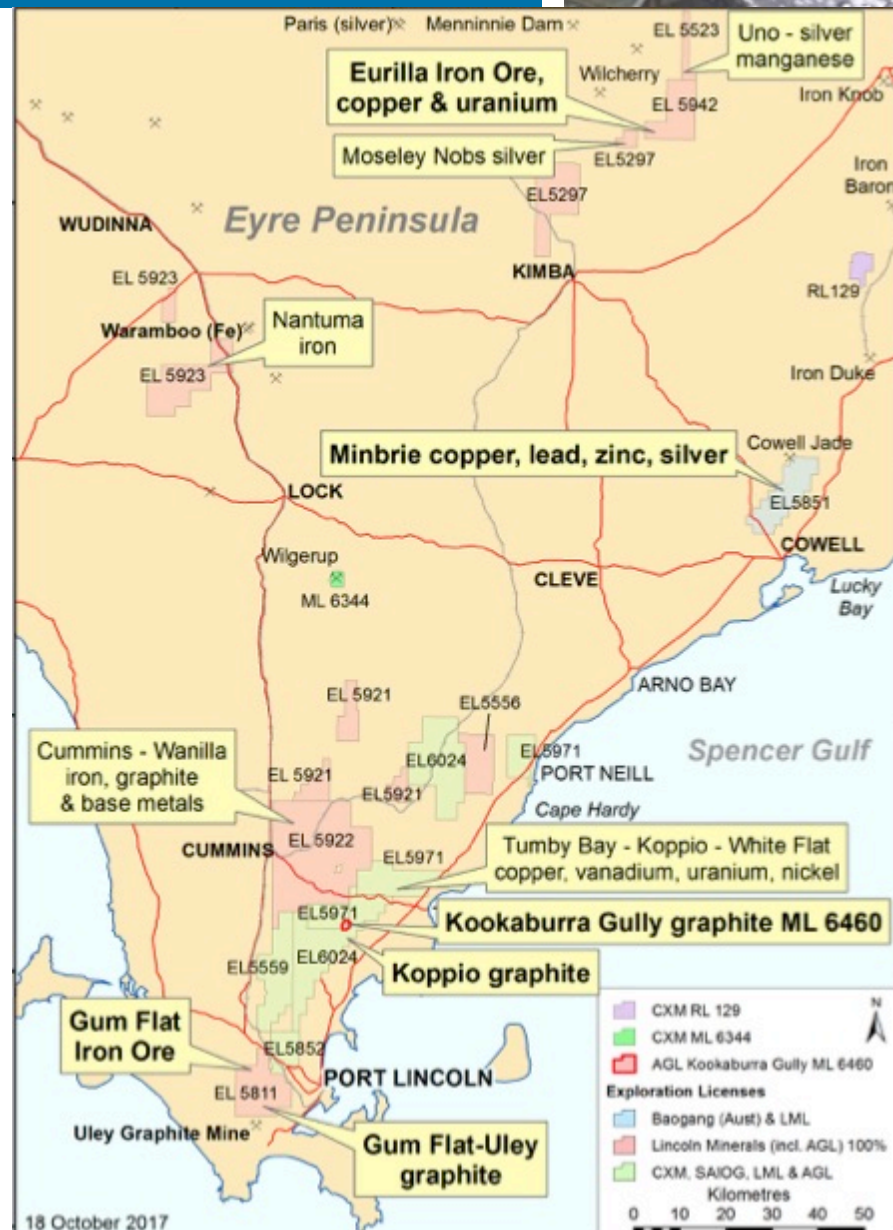 Paris (silver)
Menninnie Dam
EL 5523
Uno - silver
manganese
Wilcherry
Iron Knob
Eurilla Iron Ore,
copper & uranium
EL 5942
Moseley Nobs silver
EL5297
EL5297
Iron
Baron
Eyre Peninsula
WUDINNA
KIMBA
EL 5923
RL129
Waramboo (Fe)
Nantuma
iron
EL 5923
Iron Duke
Minbrie copper, lead, zinc, silver
Cowell Jade
EL5851
LOCK
COWELL
Wilgerup
CLEVE
Lucky
Bay
ML 6344
ARNO BAY
EL 5921
EL5556
Cummins - Wanilla
iron, graphite
& base metals
EL6024
EL5971
Spencer Gulf
EL 5921
EL5921
PORT NEILL
Cape Hardy
EL 5922
CUMMINS
EL5971
Tumby Bay - Koppio - White Flat
copper, vanadium, uranium, nickel
EL5971
Kookaburra Gully graphite ML 6460
EL6024
EL5559
Koppio graphite
Gum Flat
Iron Ore
EL5852
PORT LINCOLN
EL 5811
Uley Graphite Mine
Gum Flat-Uley
graphite
N
CXM RL 129
CXM ML 6344
AGL Kookaburra Gully ML 6460
Exploration Licenses
Baogang (Aust) & LML
Lincoln Minerals (incl. AGL) 100%
CXM, SAIOG, LML & AGL
Kilometres
0 10 20 30 40 50
18 October 2017